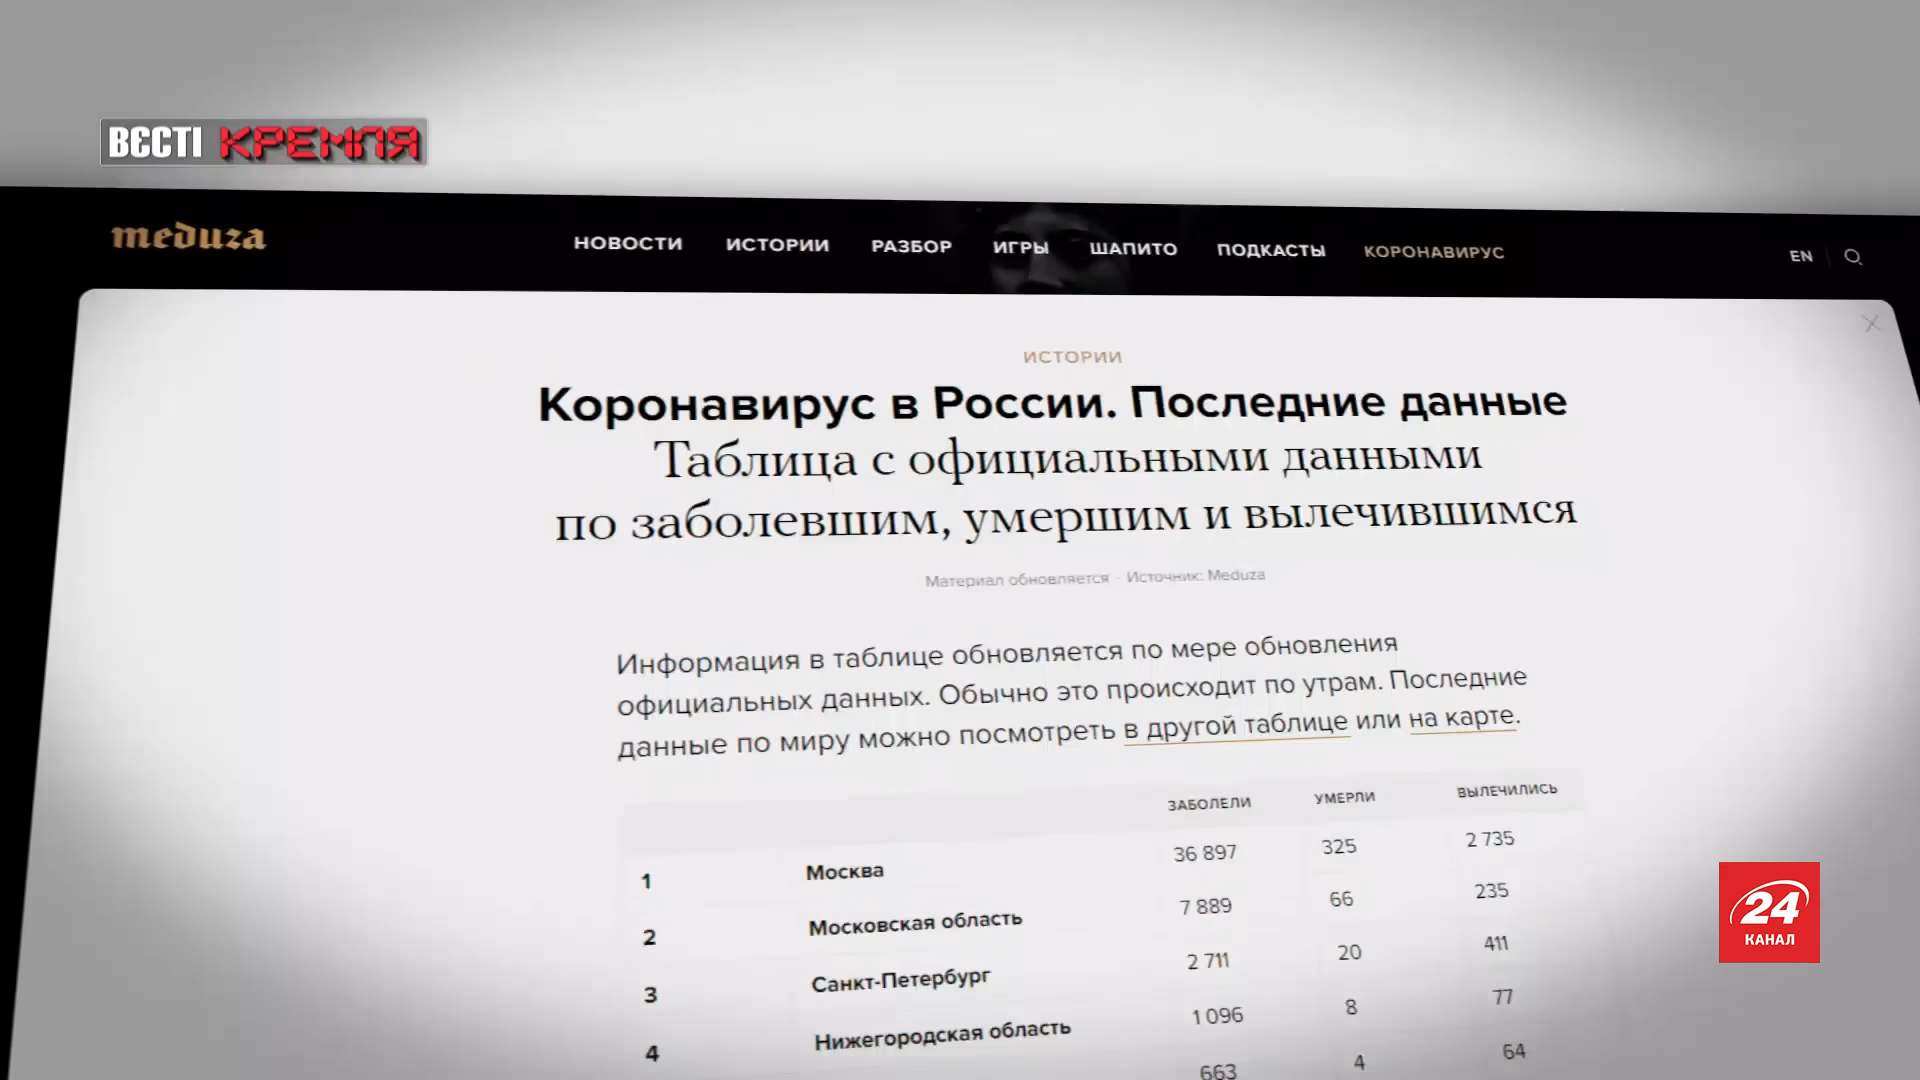 ВЄСТІ КРЕМЛЯ
meduza
НОВОСТИ ИСТОРИИ РАЗБОР ИГРЫ ШАПИТО ПОДКАСТЫ КОРОНАВИРУС EN
ИСТОРИИ
Коронавирус в России. Последние данные
Таблица с официальными данными
по заболевшим, умершим и вылечившимся
Материал обновляется · Источник: Meduza
Информация в таблице обновляется по мере обновления
официальных данных. Обычно это происходит по утрам. Последние
данные по миру можно посмотреть в другой таблице или на карте.
ЗАБОЛЕЛИ УМЕРЛИ ВЫЛЕЧИЛИСЬ
1 Москва 36 897 325 2 735
2 Московская область 7 889 66 235
3 Санкт-Петербург 2 711 20 411
4 Нижегородская область 1 096 8 77
663 4 64
24
КАНАЛ